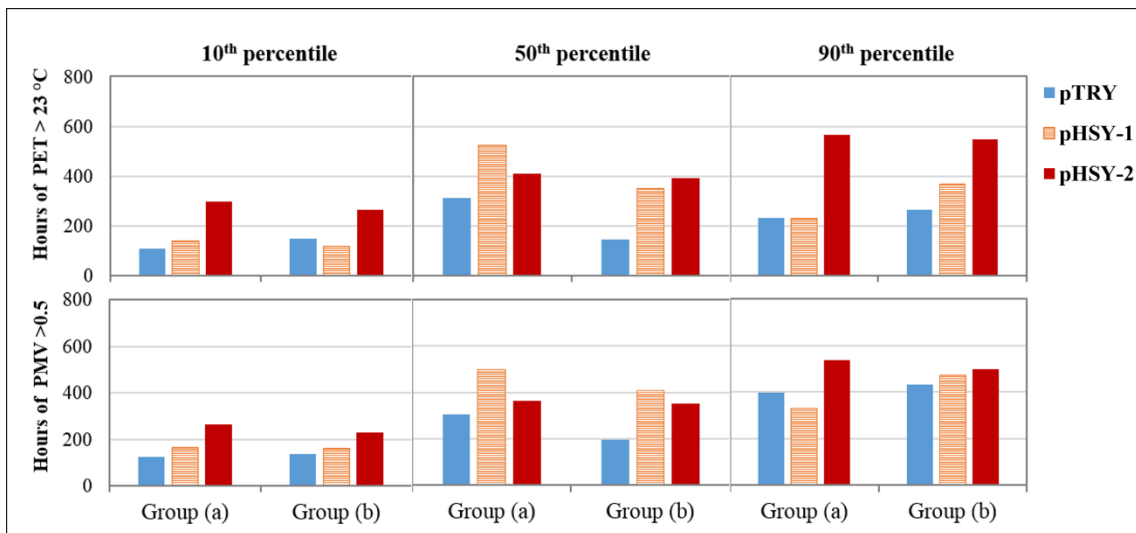 10th percentile
50th percentile
90th percentile
Hours of PET > 23 °C
800
600
400
200
0
pTRY
pHSY-1
pHSY-2
Hours of PMV >0.5
800
600
400
200
0
Group (a)
Group (b)
Group (a)
Group (b)
Group (a)
Group (b)